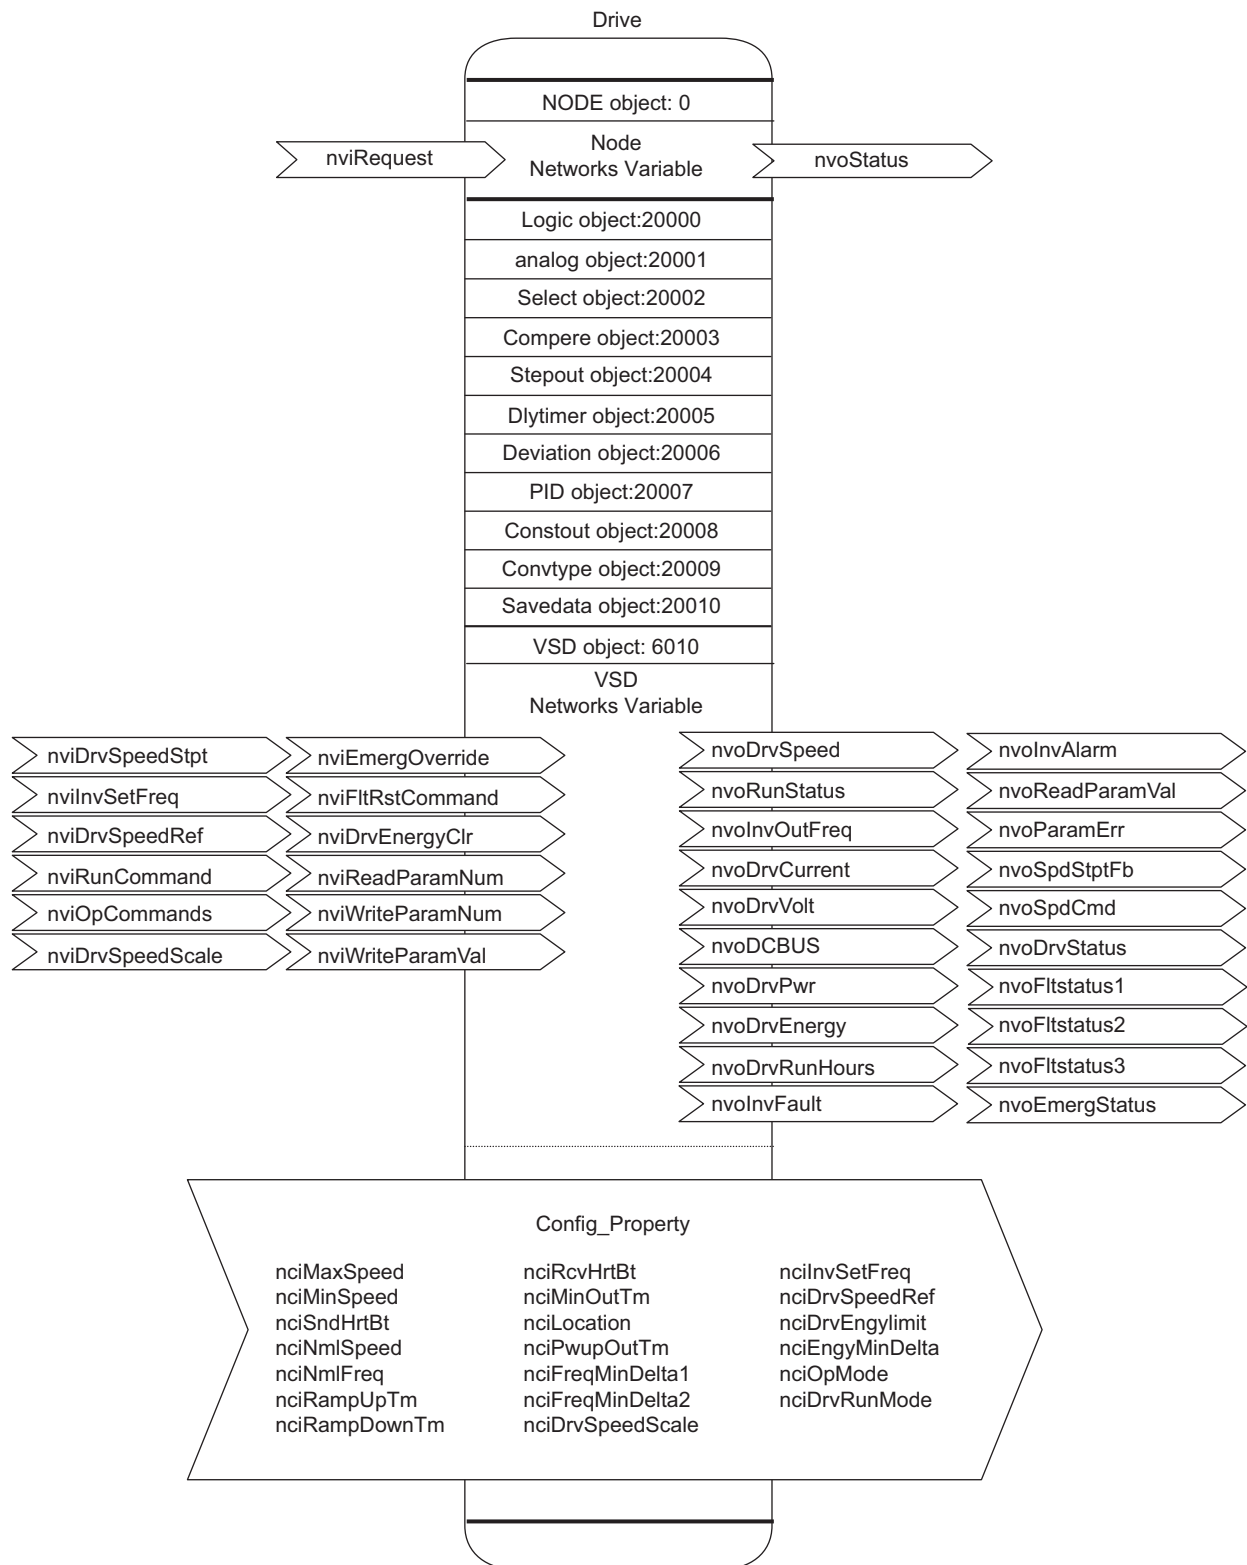 Drive
NODE object: 0
Node
Networks Variable
nviRequest
nvoStatus
Logic object:20000
analog object:20001
Select object:20002
Compere object:20003
Stepout object:20004
Dlytimer object:20005
Deviation object:20006
PID object:20007
Constout object:20008
Convtype object:20009
Savedata object:20010
VSD object: 6010
VSD
Networks Variable
nviDrvSpeedStpt
nviInvSetFreq
nviDrvSpeedRef
nviRunCommand
nviOpCommands
nviDrvSpeedScale
nviEmergOverride
nviFltRstCommand
nviDrvEnergyClr
nviReadParamNum
nviWriteParamNum
nviWriteParamVal
nvoDrvSpeed
nvoRunStatus
nvoInvOutFreq
nvoDrvCurrent
nvoDrvVolt
nvoDCBUS
nvoDrvPwr
nvoDrvEnergy
nvoDrvRunHours
nvoInvFault
nvoInvAlarm
nvoReadParamVal
nvoParamErr
nvoSpdStptFb
nvoSpdCmd
nvoDrvStatus
nvoFltstatus1
nvoFltstatus2
nvoFltstatus3
nvoEmergStatus
Config_Property
nciMaxSpeed
nciMinSpeed
nciSndHrtBt
nciNmlSpeed
nciNmlFreq
nciRampUpTm
nciRampDownTm
nciRcvHrtBt
nciMinOutTm
nciLocation
nciPwupOutTm
nciFreqMinDelta1
nciFreqMinDelta2
nciDrvSpeedScale
nciInvSetFreq
nciDrvSpeedRef
nciDrvEngylimit
nciEngyMinDelta
nciOpMode
nciDrvRunMode